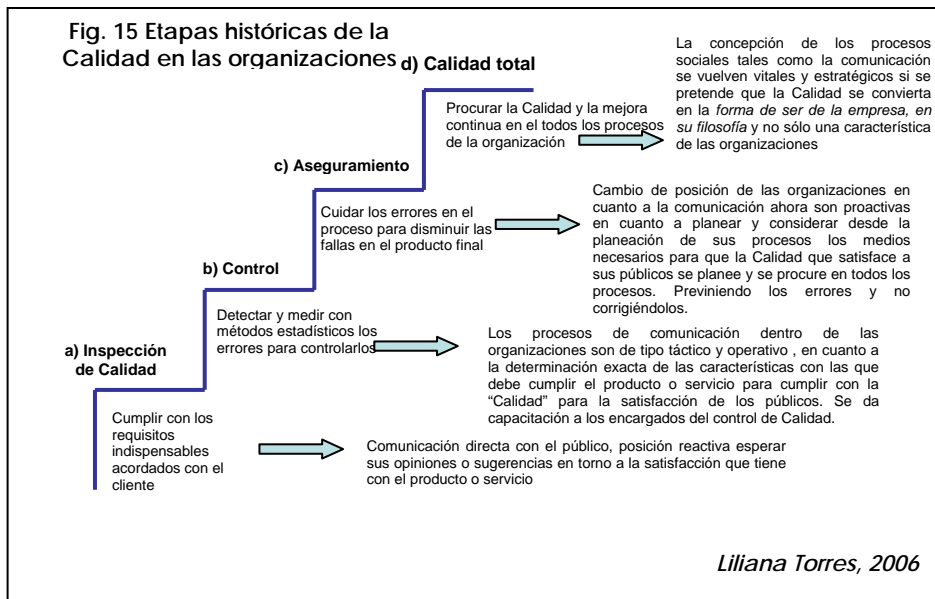 Fig. 15 Etapas históricas de la
Calidad en las organizaciones
d) Calidad total
La concepción de los procesos
sociales tales como la comunicación
se vuelven vitales y estratégicos si se
pretende que la Calidad se convierta
en la forma de ser de la empresa, en
su filosofía y no sólo una característica
de las organizaciones
Procurar la Calidad y la mejora
continua en el todos los procesos
de la organización
c) Aseguramiento
Cuidar los errores en el
proceso para disminuir las
fallas en el producto final
Cambio de posición de las organizaciones en
cuanto a la comunicación ahora son proactivas
en cuanto a planear y considerar desde la
planeación de sus procesos los medios
necesarios para que la Calidad que satisface a
sus públicos se planee y se procure en todos los
procesos. Previniendo los errores y no
corrigiéndolos.
b) Control
Detectar y medir con
métodos estadísticos los
errores para controlarlos
Los procesos de comunicación dentro de las
organizaciones son de tipo táctico y operativo , en cuanto a
la determinación exacta de las características con las que
debe cumplir el producto o servicio para cumplir con la
“Calidad” para la satisfacción de los públicos. Se da
capacitación a los encargados del control de Calidad.
a) Inspección
de Calidad
Cumplir con los
requisitos
indispensables
acordados con el
cliente
Comunicación directa con el público, posición reactiva esperar
sus opiniones o sugerencias en torno a la satisfacción que tiene
con el producto o servicio
Liliana Torres, 2006